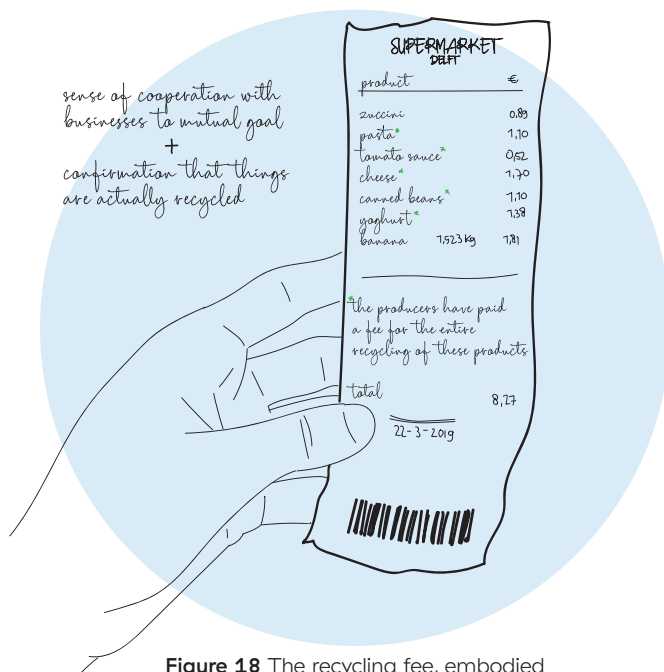 sense of cooperation with
businesses to mutual goal
+
confirmation that things
are actually recycled
SUPERMARKET
DELFT
product €
zuccini 0,89
pasta* 1,10
tomato sauce* 0,52
cheese* 1,70
canned beans* 1,10
yoghurt* 1,38
banana 1,523 kg 1,81
*the producers have paid
a fee for the entire
recycling of these products
total 8,27
22-3-2019
Figure 18 The recycling fee, embodied